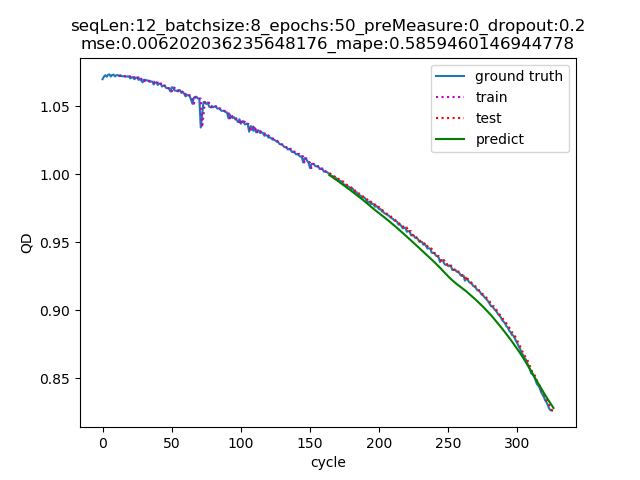 seqLen:12_batchsize:8_epochs:50_preMeasure:0_dropout:0.2
mse:0.006202036235648176_mape:0.5859460146944778
ground truth
train
test
predict
1.05
1.00
0.95
0.90
0.85
QD
0 50 100 150 200 250 300
cycle